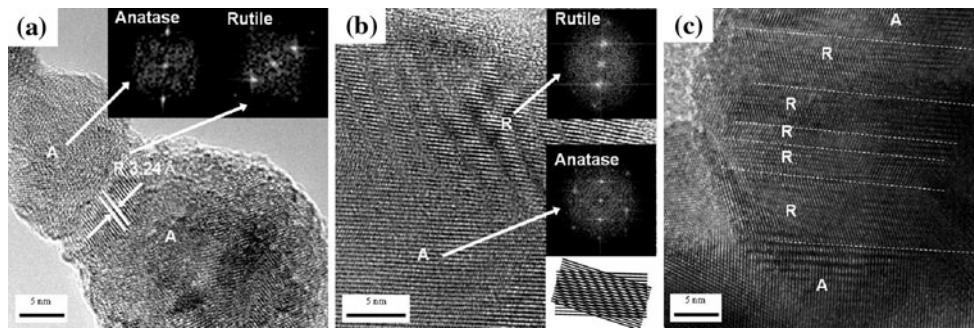 (a)
Anatase Rutile
A
R 3.24 Å
A
5 nm
(b)
Rutile
R
Anatase
A
5 nm
(c)
A
R
R
R
R
R
A
5 nm